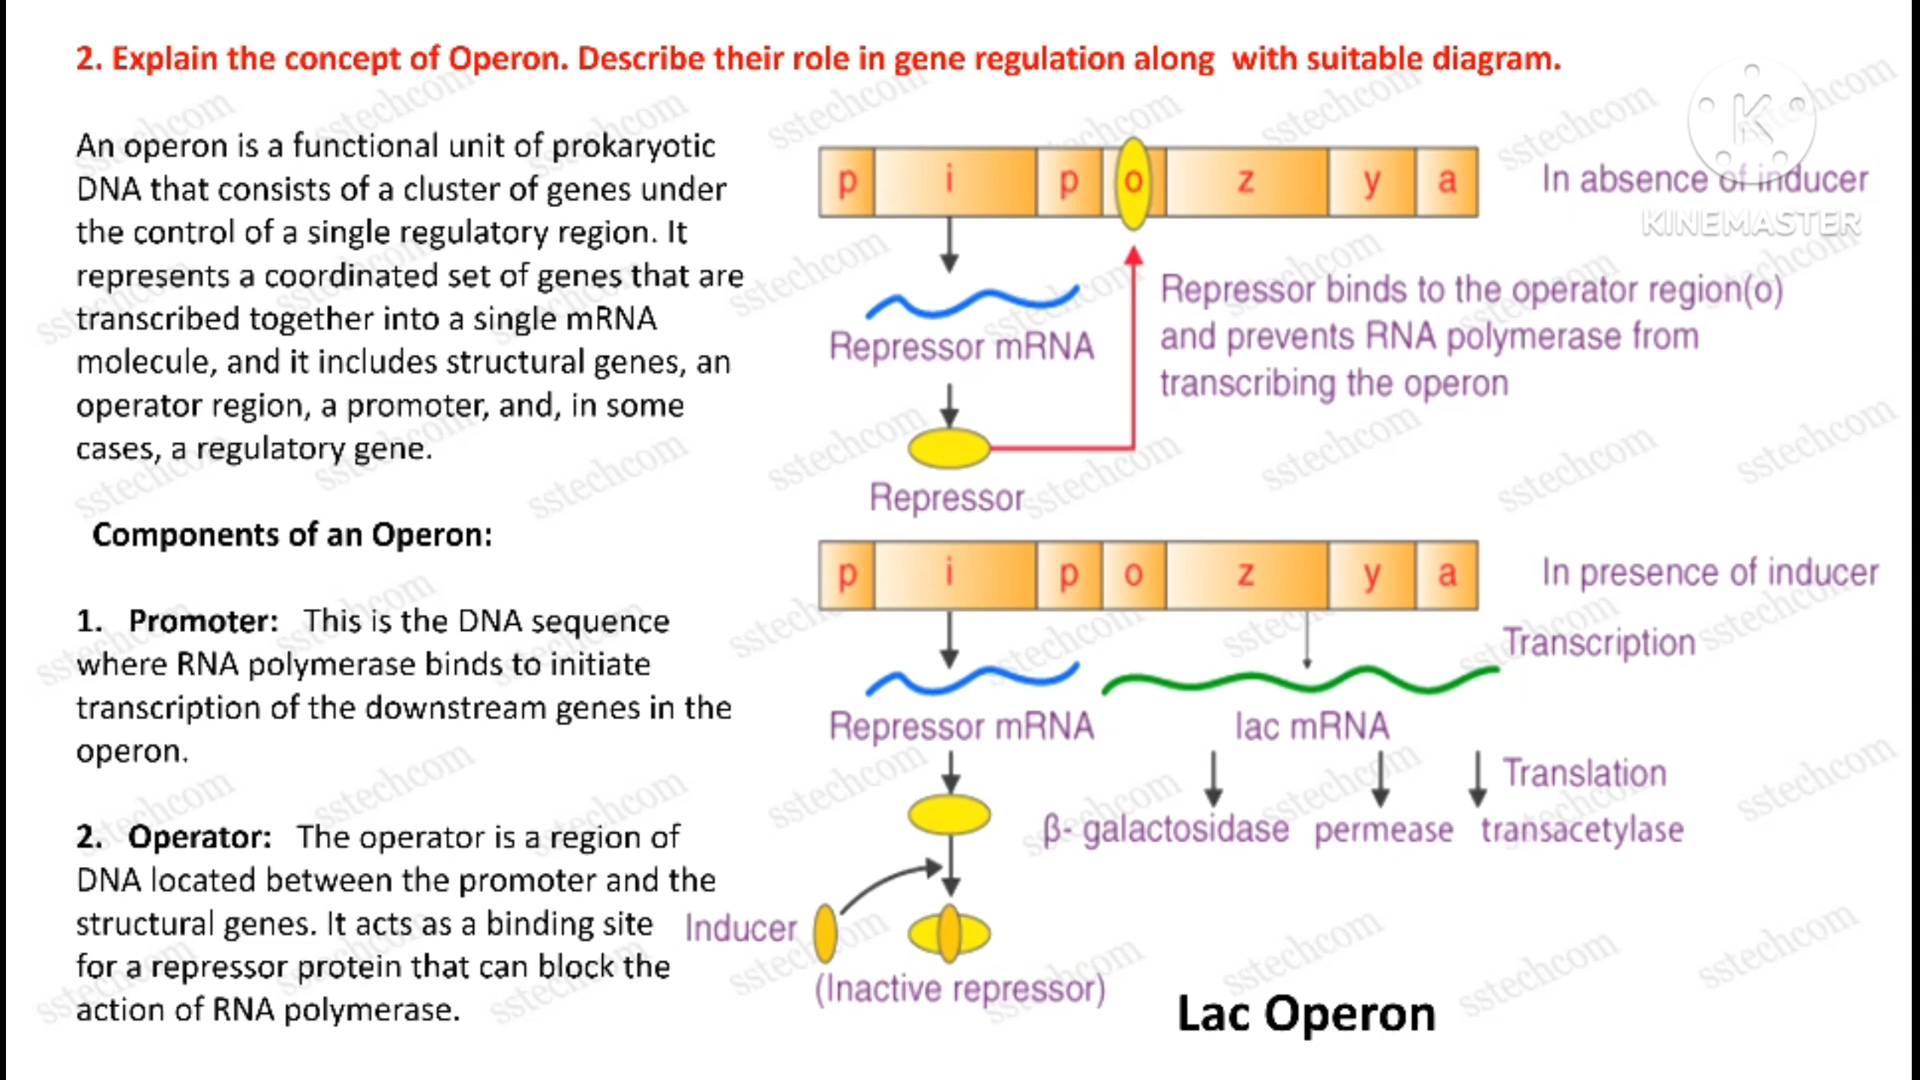 2. Explain the concept of Operon. Describe their role in gene regulation along with suitable diagram.
An operon is a functional unit of prokaryotic
DNA that consists of a cluster of genes under
the control of a single regulatory region. It
represents a coordinated set of genes that are
transcribed together into a single mRNA
molecule, and it includes structural genes, an
operator region, a promoter, and, in some
cases, a regulatory gene.
Components of an Operon:
1. Promoter: This is the DNA sequence
where RNA polymerase binds to initiate
transcription of the downstream genes in the
operon.
2. Operator: The operator is a region of
DNA located between the promoter and the
structural genes. It acts as a binding site
for a repressor protein that can block the
action of RNA polymerase.
p i p o z y a
In absence of inducer
K
KINEMASTER
Repressor mRNA
Repressor binds to the operator region(o)
and prevents RNA polymerase from
transcribing the operon
Repressor
p i p o z y a
In presence of inducer
Transcription
Repressor mRNA
lac mRNA
Translation
β- galactosidase permease transacetylase
Inducer
(Inactive repressor)
Lac Operon
sstechcom